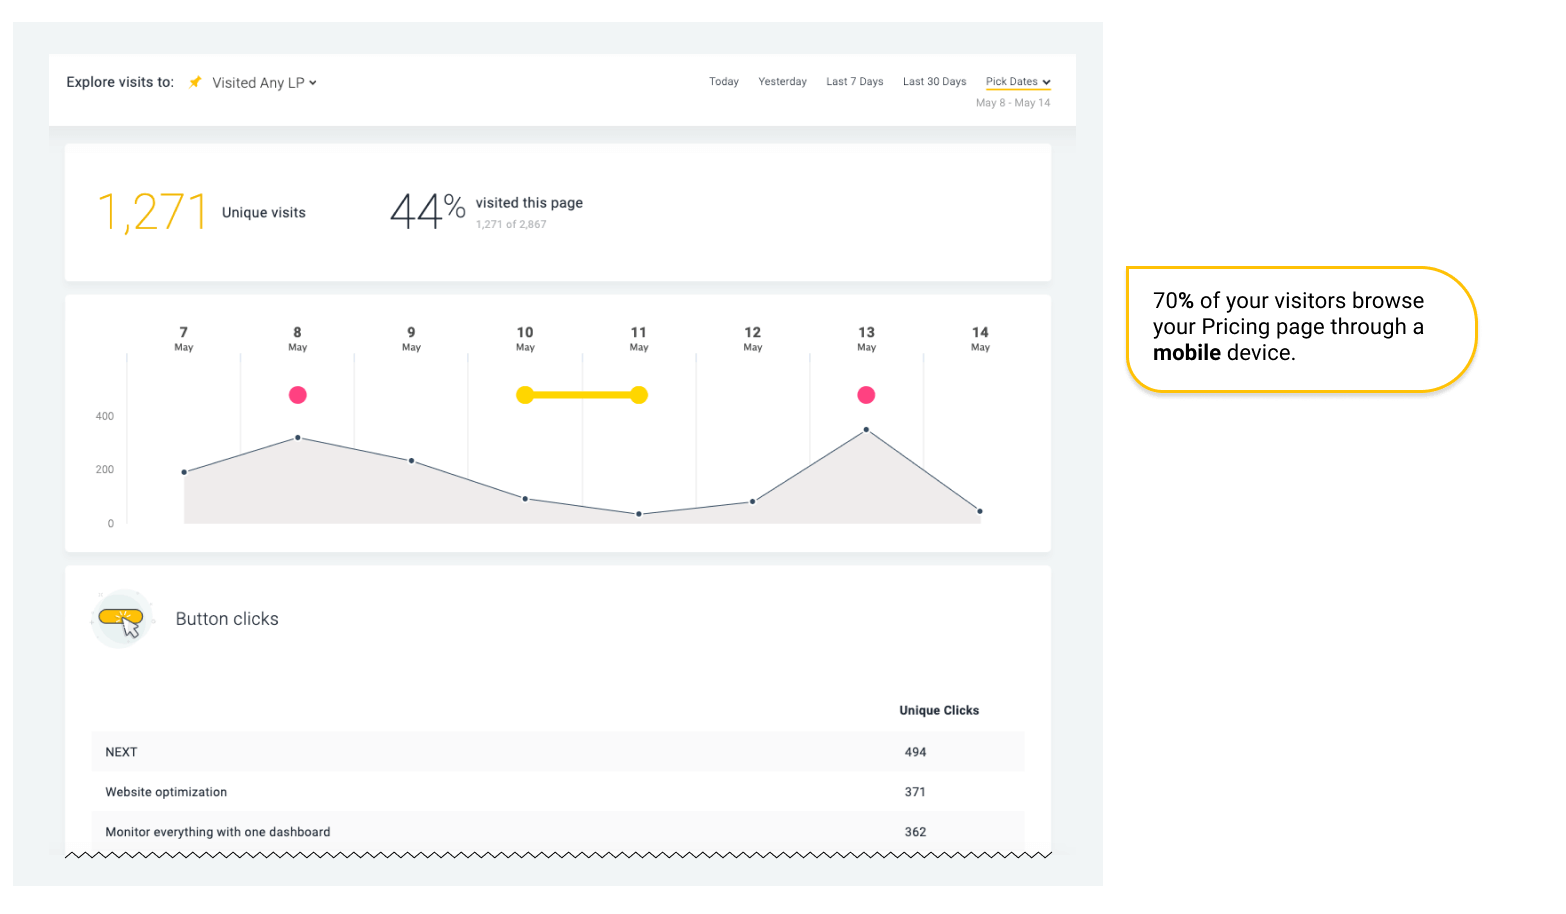 Explore visits to: Visited Any LP
Today Yesterday Last 7 Days Last 30 Days Pick Dates
May 8 - May 14
1,271 Unique visits
44% visited this page
1,271 of 2,867
7 8 9 10 11 12 13 14
May May May May May May May May
400
200
0
Button clicks
Unique Clicks
NEXT 494
Website optimization 371
Monitor everything with one dashboard 362
70% of your visitors browse
your Pricing page through a
mobile device.